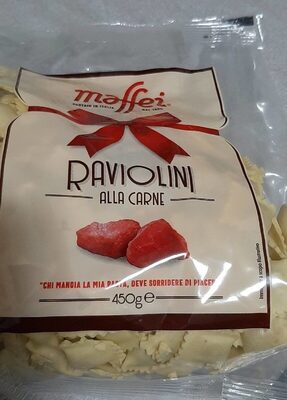 maffei
RAVIOLINI
ALLA CARNE
"CHI MANGIA LA MIA PASTA, DEVE SORRIDERE DI PIACERE
450g e